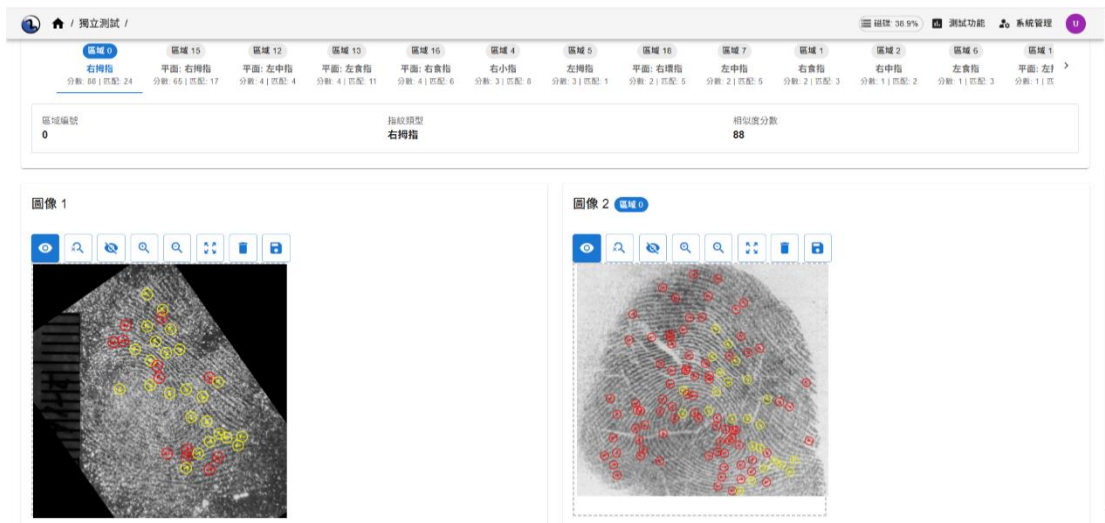 / 獨立測試 /
磁碟: 38.9%
測試功能
系統管理
U
區域 0
右拇指
分數: 88 | 匹配: 24
區域 15
平面: 右拇指
分數: 65 | 匹配: 17
區域 12
平面: 左中指
分數: 4 | 匹配: 4
區域 13
平面: 左食指
分數: 4 | 匹配: 11
區域 16
平面: 右食指
分數: 4 | 匹配: 6
區域 4
右小指
分數: 3 | 匹配: 8
區域 5
左拇指
分數: 3 | 匹配: 1
區域 18
平面: 右環指
分數: 2 | 匹配: 5
區域 7
左中指
分數: 2 | 匹配: 5
區域 1
右食指
分數: 2 | 匹配: 3
區域 2
右中指
分數: 1 | 匹配: 2
區域 6
左食指
分數: 1 | 匹配: 3
區域 1
平面: 左
分數: 1 | 匹
區域編號
0
指紋類型
右拇指
相似度分數
88
圖像 1
圖像 2 區域 0